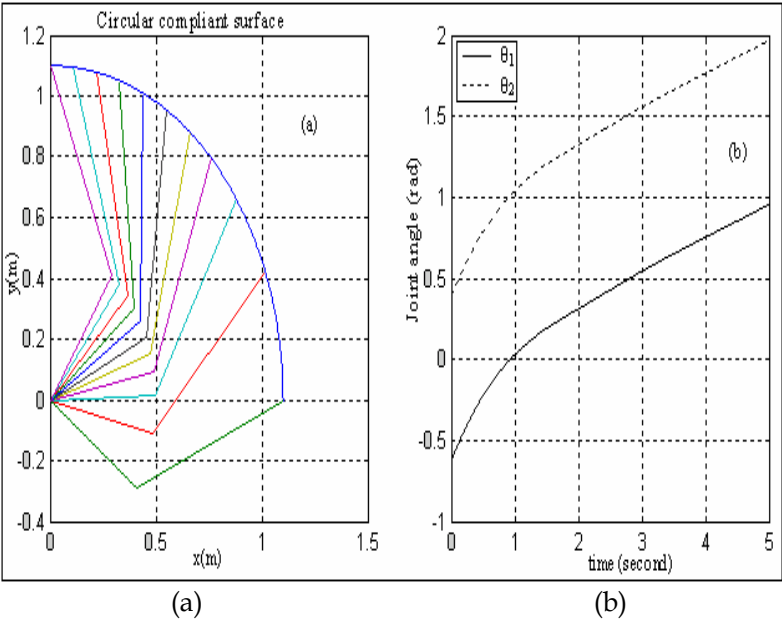 Circular compliant surface
1.2
1
0.8
0.6
0.4
0.2
0
-0.2
-0.4
y(m)
0
0.5
1
1.5
x(m)
(a)
2
1.5
1
0.5
0
-0.5
-1
Joint angle (rad)
θ1
θ2
(b)
0
1
2
3
4
5
time (second)
(a)
(b)